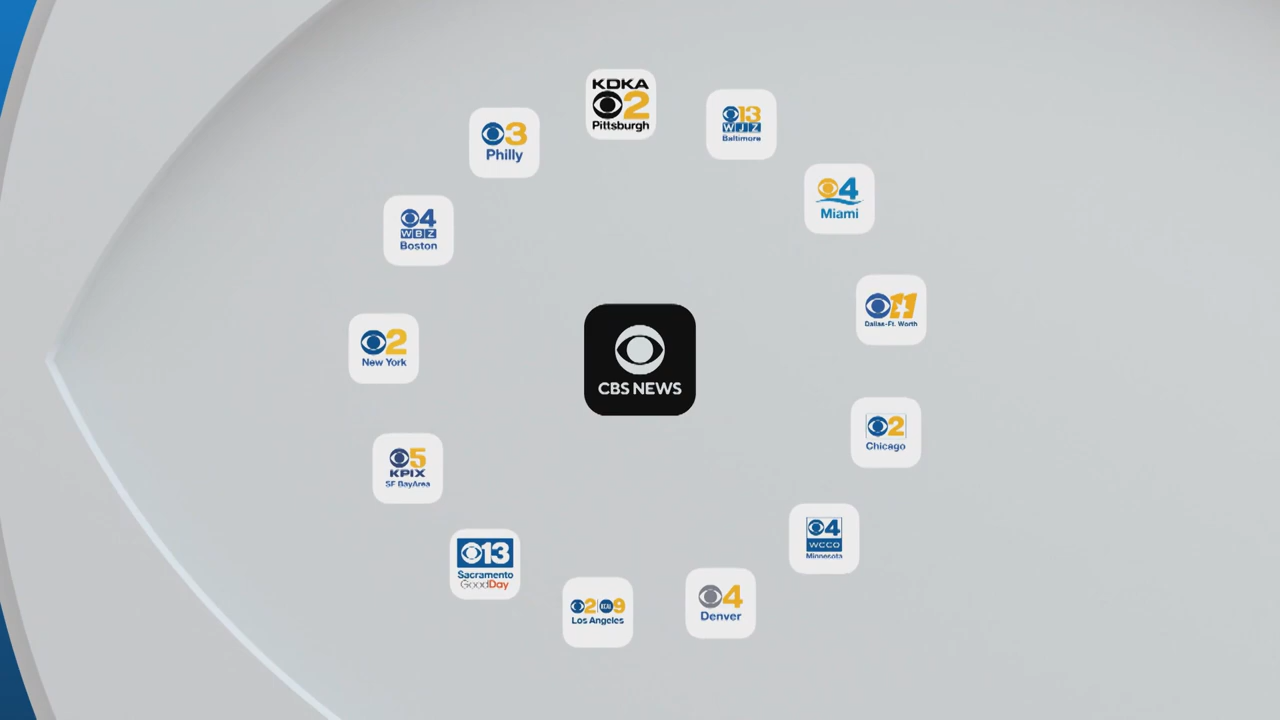 KDKA
2
Pittsburgh
13
WJZ
Baltimore
3
Philly
4
Miami
4
WBZ
Boston
11
Dallas-Ft. Worth
2
New York
CBS NEWS
2
Chicago
5
KPIX
SF BayArea
4
WCCO
Minnesota
13
Sacramento
GoodDay
2 KCAL 9
Los Angeles
4
Denver